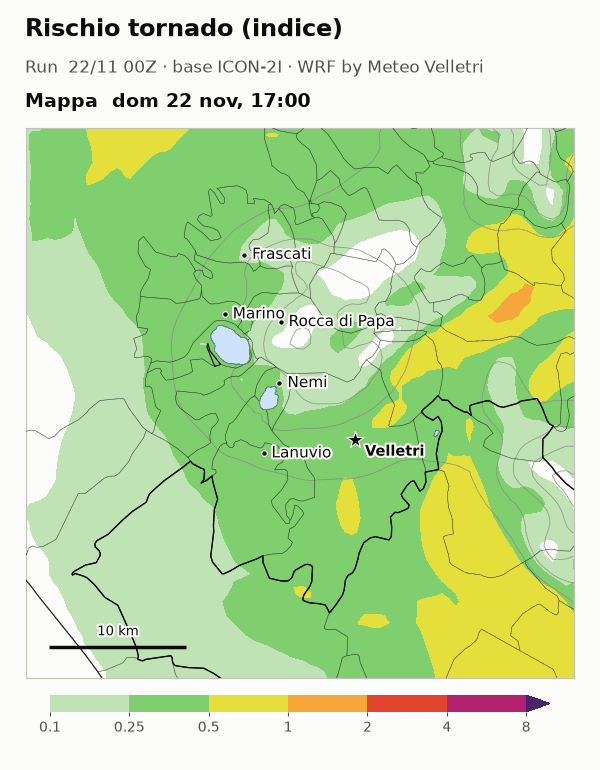 Rischio tornado (indice)
Run  22/11 00Z · base ICON-2I · WRF by Meteo Velletri
Mappa  dom 22 nov, 17:00
Frascati
Marino
Rocca di Papa
Nemi
Velletri
Lanuvio
10 km
0.1 0.25 0.5 1 2 4 8